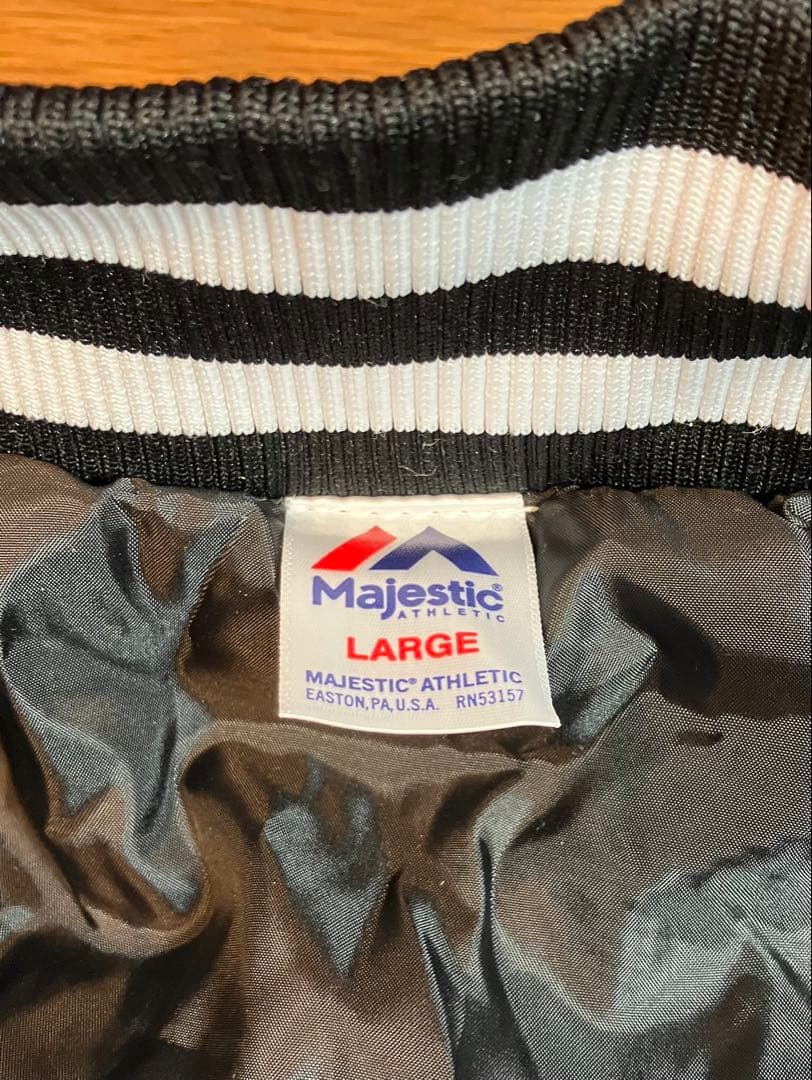 Majestic®
ATHLETIC
LARGE
MAJESTIC® ATHLETIC
EASTON, PA, U.S.A. RN53157